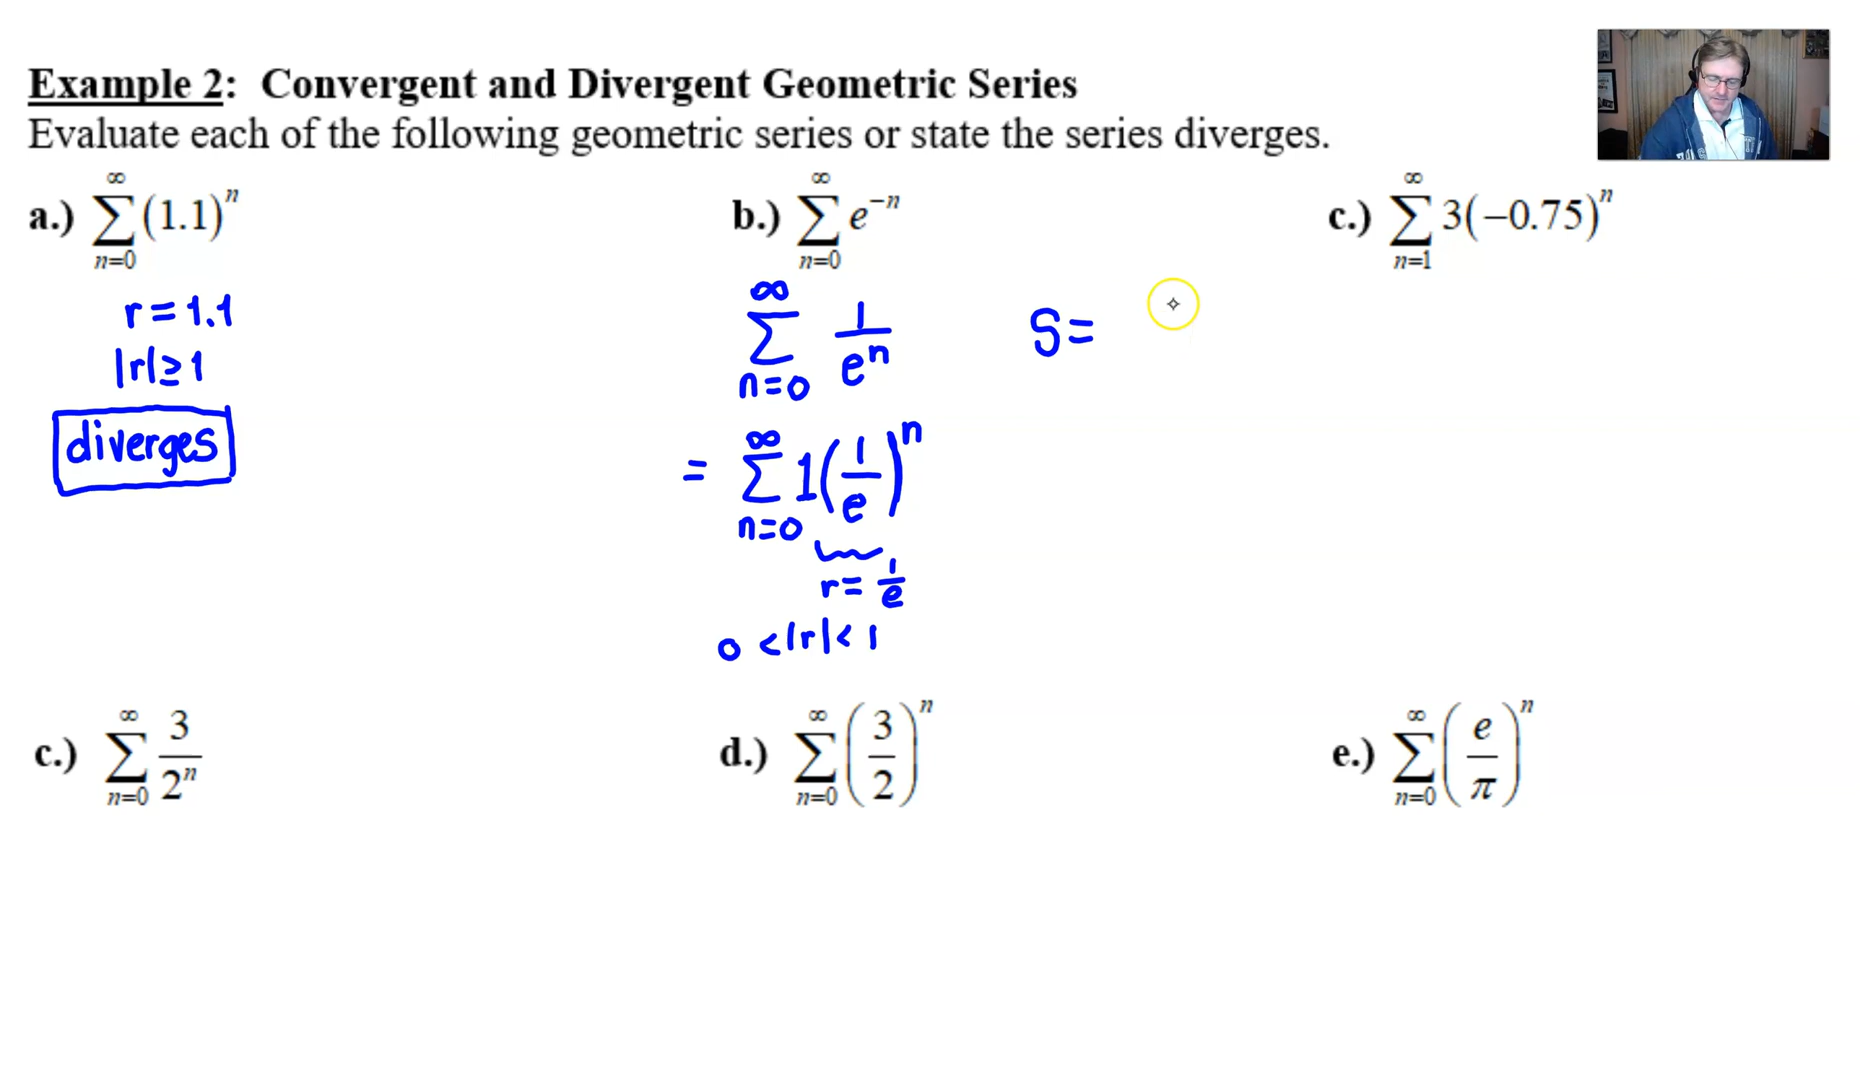 Example 2: Convergent and Divergent Geometric Series
Evaluate each of the following geometric series or state the series diverges.
a.) ∞∑n=0 (1.1)^n
b.) ∞∑n=0 e^−n
c.) ∞∑n=1 3(−0.75)^n
r = 1.1
|r| ≥ 1
diverges
∞∑n=0 1/e^n
S =
= ∞∑n=0 1(1/e)^n
r = 1/e
0 < |r| < 1
c.) ∞∑n=0 3/2^n
d.) ∞∑n=0 (3/2)^n
e.) ∞∑n=0 (e/π)^n